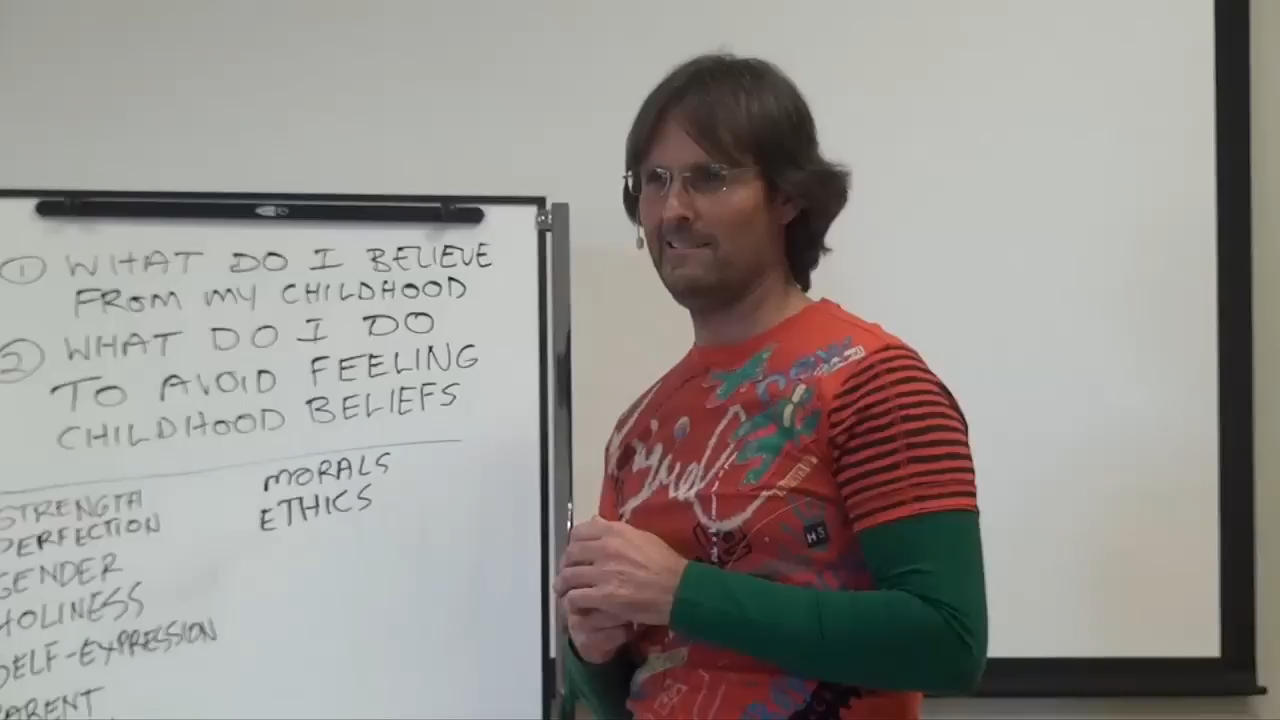 ① WHAT DO I BELIEVE
FROM MY CHILDHOOD
② WHAT DO I DO
TO AVOID FEELING
CHILDHOOD BELIEFS
STRENGTH
PERFECTION
GENDER
HOLINESS
SELF-EXPRESSION
PARENT
MORALS
ETHICS
HS